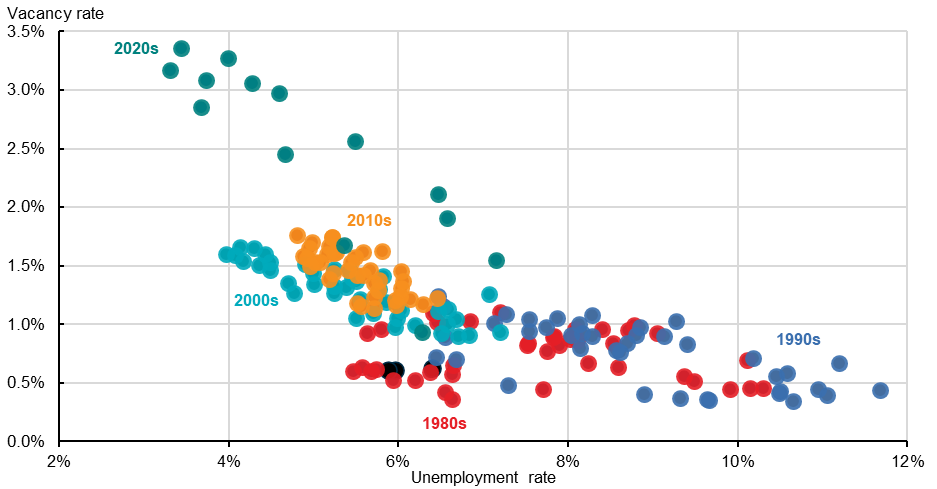 Vacancy rate
3.5%
2020s
3.0%
2.5%
2.0%
2010s
1.5%
2000s
1.0%
1990s
0.5%
1980s
0.0%
2% 4% 6% 8% 10% 12%
Unemployment rate